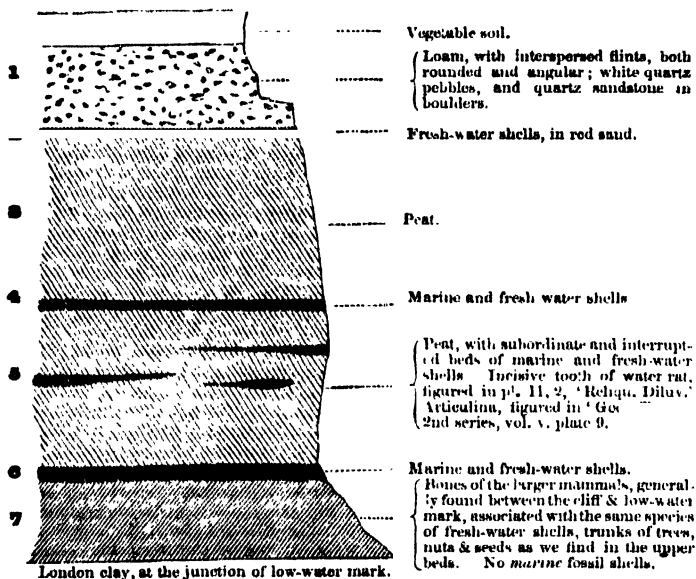 Vegetable soil.
1
Loam, with interspersed flints, both
rounded and angular; white quartz
pebbles, and quartz sandstone in
boulders.
Fresh-water shells, in red sand.
3
Peat.
4
Marine and fresh water shells
5
Peat, with subordinate and interrupt-
ed beds of marine and fresh-water
shells Incisive tooth of water rat,
figured in pl. 11, 2, ‘Reliqu. Diluv.’
Articulina, figured in ‘
2nd series, vol. v. plate 9.
6
Marine and fresh-water shells.
7
Bones of the larger mammals, general-
ly found between the cliff & low-water
mark, associated with the same species
of fresh-water shells, trunks of trees,
nuts & seeds as we find in the upper
beds. No marine fossil shells.
London clay, at the junction of low-water mark.